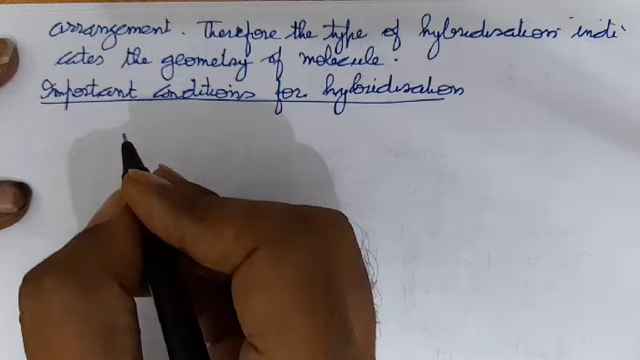 arrangement. Therefore the type of hybridisation indi-
cates the geometry of molecule.
Important conditions for hybridisation